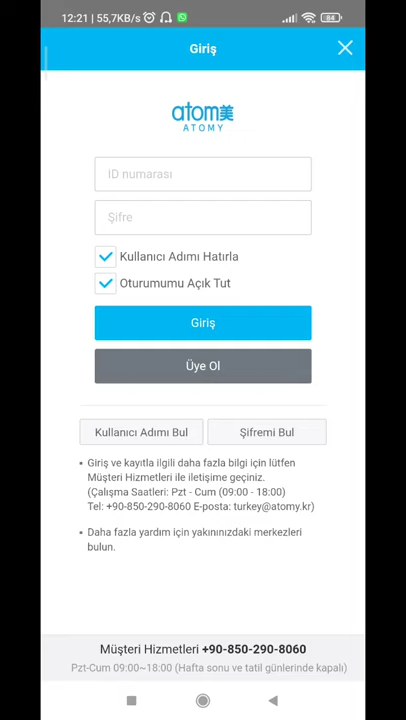 12:21 | 55,7KB/s
84
Giriş
atom美
ATOMY
ID numarası
Şifre
Kullanıcı Adımı Hatırla
Oturumumu Açık Tut
Giriş
Üye Ol
Kullanıcı Adımı Bul
Şifremi Bul
• Giriş ve kayıtla ilgili daha fazla bilgi için lütfen
Müşteri Hizmetleri ile iletişime geçiniz.
(Çalışma Saatleri: Pzt - Cum (09:00 - 18:00)
Tel: +90-850-290-8060 E-posta: turkey@atomy.kr)
• Daha fazla yardım için yakınınızdaki merkezleri
bulun.
Müşteri Hizmetleri +90-850-290-8060
Pzt-Cum 09:00~18:00 (Hafta sonu ve tatil günlerinde kapalı)